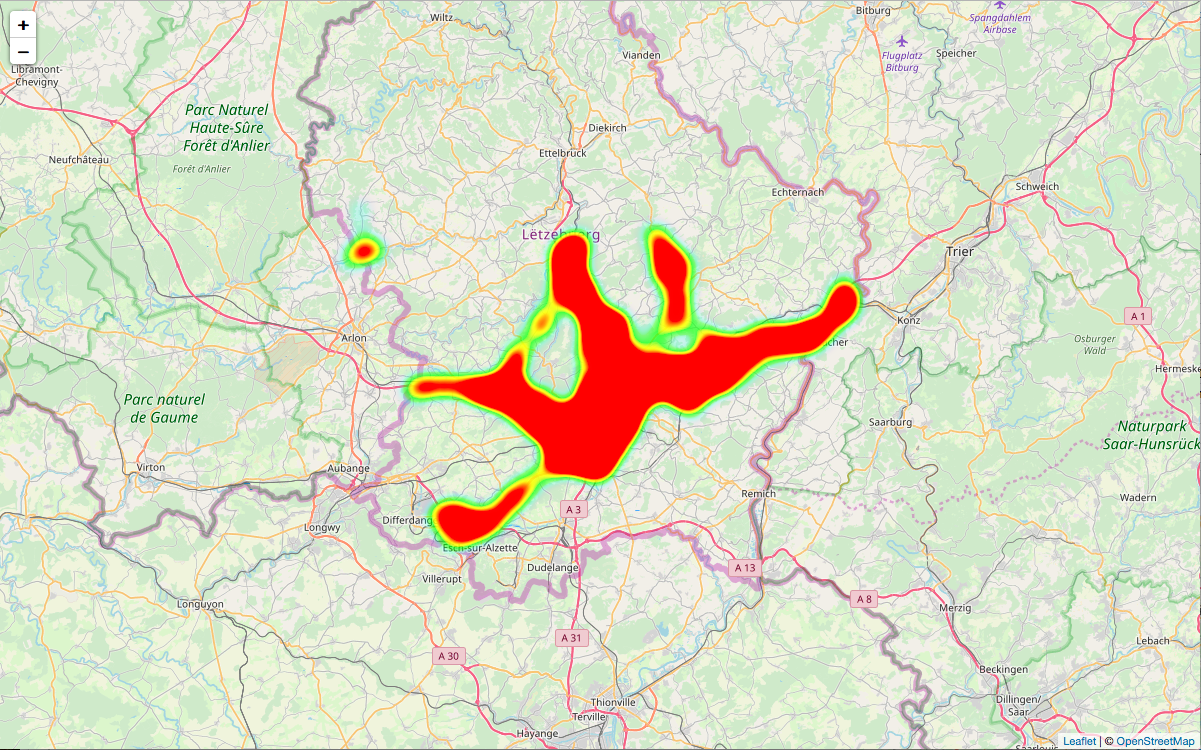 +
−
Wiltz
Bitburg
Spangdahlem
Airbase
Vianden
Flugplatz
Bitburg
Speicher
Libramont-
Chevigny
Parc Naturel
Haute-Sûre
Forêt d'Anlier
Diekirch
Ettelbruck
Neufchâteau
Forêt d'Anlier
Echternach
Schweich
Lëtzebuerg
Trier
A 1
Konz
Arlon
Osburger
Wald
Hermeske
Parc naturel
de Gaume
Saarburg
Naturpark
Saar-Hunsrück
Virton
Aubange
Remich
Wadern
A 3
Differdang
Longwy
Esch-sur-Alzette
Dudelange
A 13
Villerupt
A 8
Longuyon
Merzig
A 31
Lebach
A 30
Beckingen
Thionville
Dillingen/
Saar
Terville
Hayange
Leaflet | © OpenStreetMap